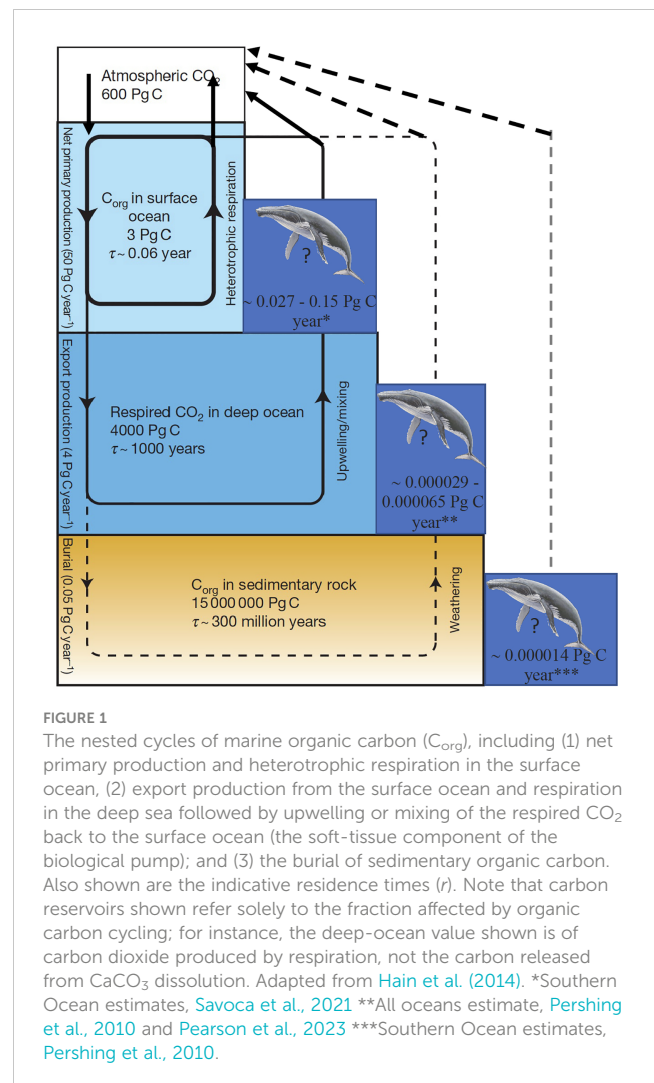 Atmospheric CO₂
600 Pg C
Net primary production (50 Pg C year⁻¹)
C_org in surface
ocean
3 Pg C
τ ~ 0.06 year
Heterotrophic respiration
?
~ 0.027 - 0.15 Pg C
year*
Export production (4 Pg C year⁻¹)
Respired CO₂ in deep ocean
4000 Pg C
τ ~ 1000 years
Upwelling/mixing
?
~ 0.000029 -
0.000065 Pg C
year**
Burial (0.05 Pg C year⁻¹)
C_org in sedimentary rock
15 000 000 Pg C
τ ~ 300 million years
Weathering
?
~ 0.000014 Pg C
year***
FIGURE 1
The nested cycles of marine organic carbon (C_org), including (1) net
primary production and heterotrophic respiration in the surface
ocean, (2) export production from the surface ocean and respiration
in the deep sea followed by upwelling or mixing of the respired CO₂
back to the surface ocean (the soft-tissue component of the
biological pump); and (3) the burial of sedimentary organic carbon.
Also shown are the indicative residence times (r). Note that carbon
reservoirs shown refer solely to the fraction affected by organic
carbon cycling; for instance, the deep-ocean value shown is of
carbon dioxide produced by respiration, not the carbon released
from CaCO₃ dissolution. Adapted from Hain et al. (2014). *Southern
Ocean estimates, Savoca et al., 2021 **All oceans estimate, Pershing
et al., 2010 and Pearson et al., 2023 ***Southern Ocean estimates,
Pershing et al., 2010.